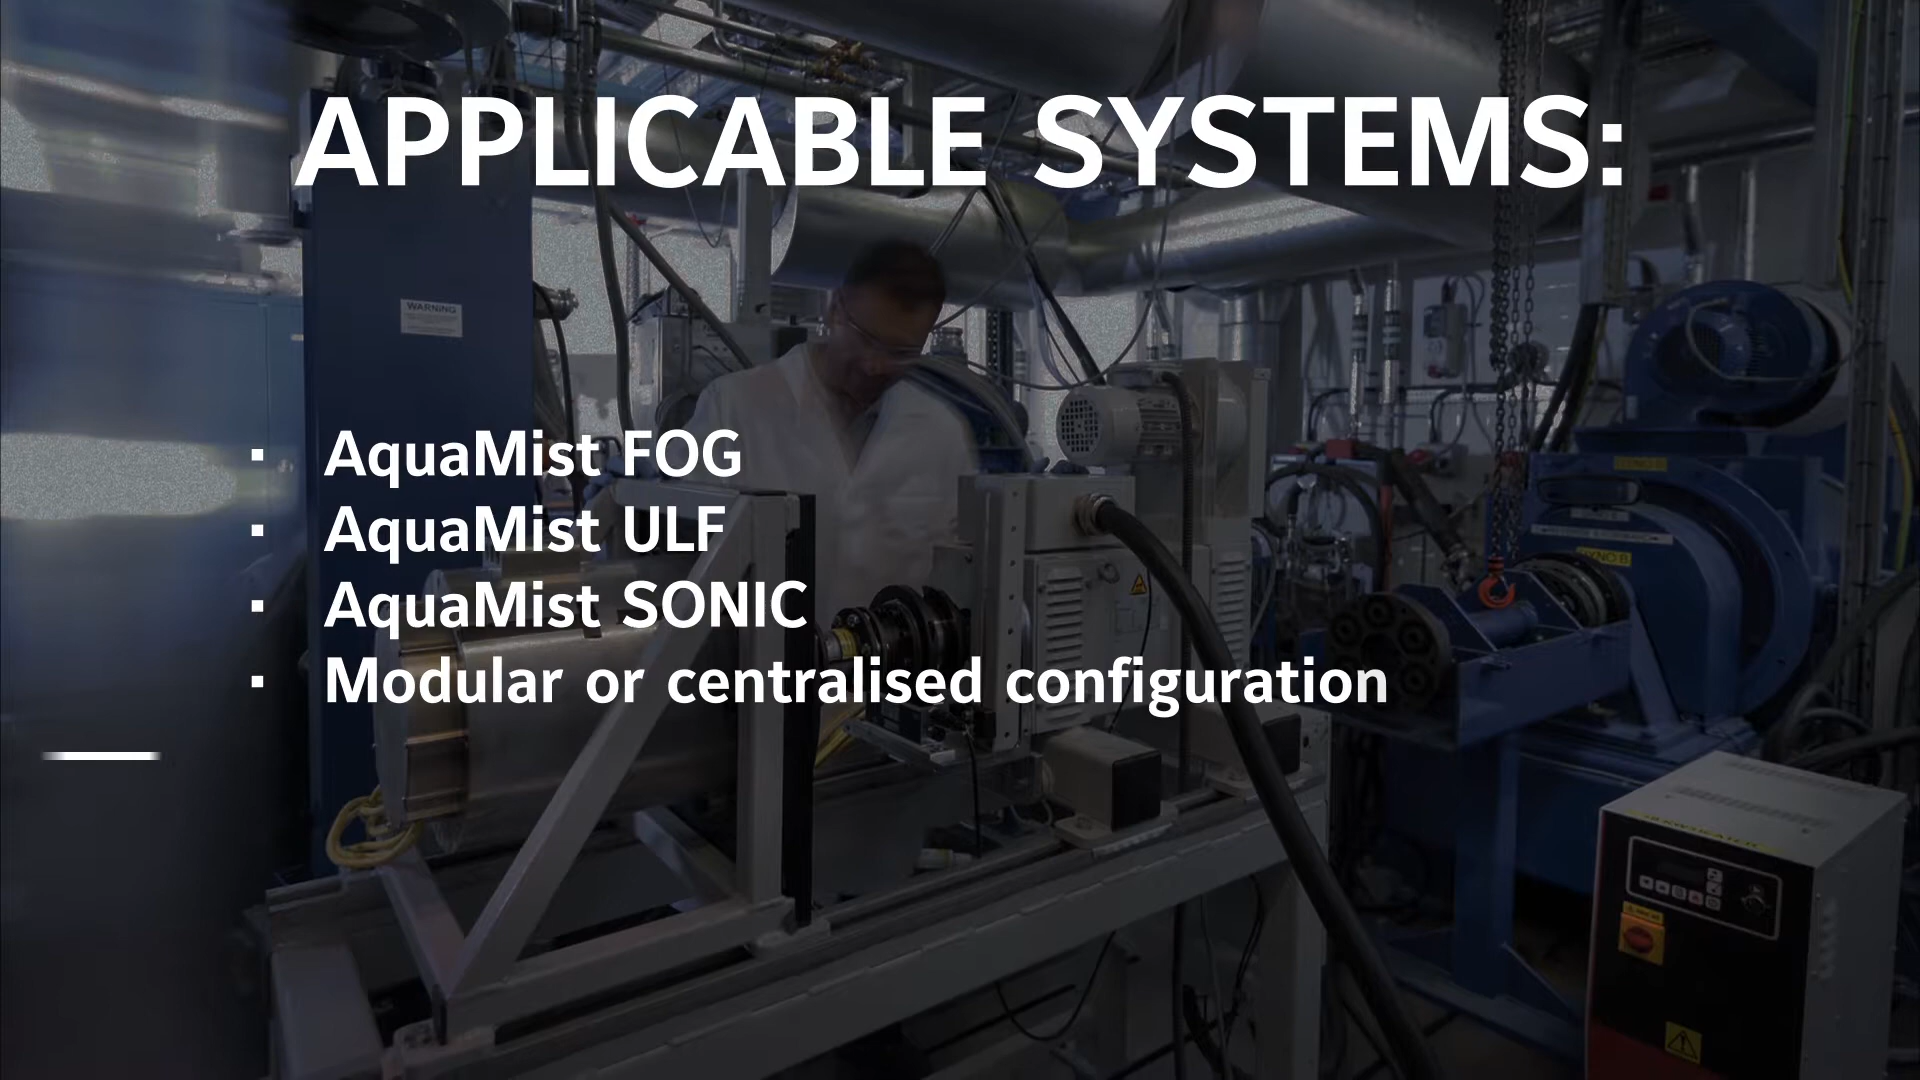 APPLICABLE SYSTEMS:
WARNING
▪ AquaMist FOG
▪ AquaMist ULF
▪ AquaMist SONIC
▪ Modular or centralised configuration